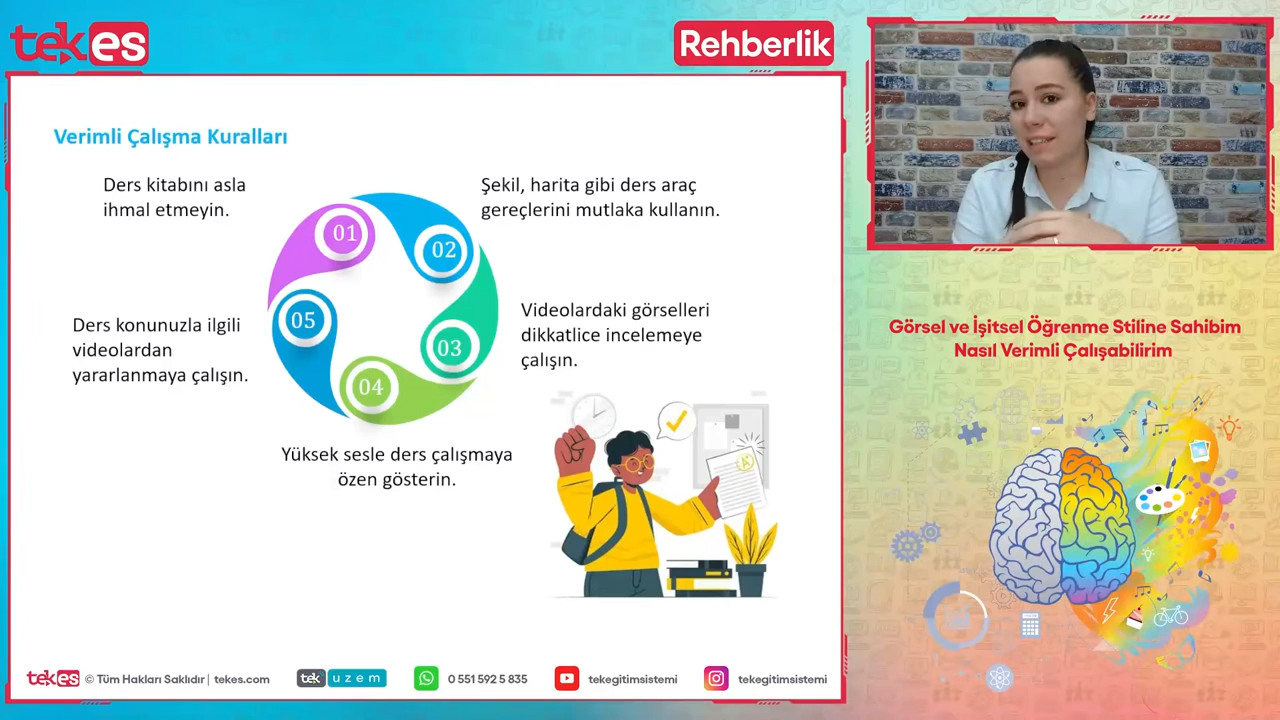 tekes
Rehberlik
Verimli Çalışma Kuralları
Ders kitabını asla
ihmal etmeyin.
01
Şekil, harita gibi ders araç
gereçlerini mutlaka kullanın.
02
Videolardaki görselleri
dikkatlice incelemeye
çalışın.
03
Yüksek sesle ders çalışmaya
özen gösterin.
04
Ders konunuzla ilgili
videolardan
yararlanmaya çalışın.
05
A
Görsel ve İşitsel Öğrenme Stiline Sahibim
Nasıl Verimli Çalışabilirim
tekes © Tüm Hakları Saklıdır | tekes.com
tek uzem
0 551 592 5 835
tekegitimsistemi
tekegitimsistemi